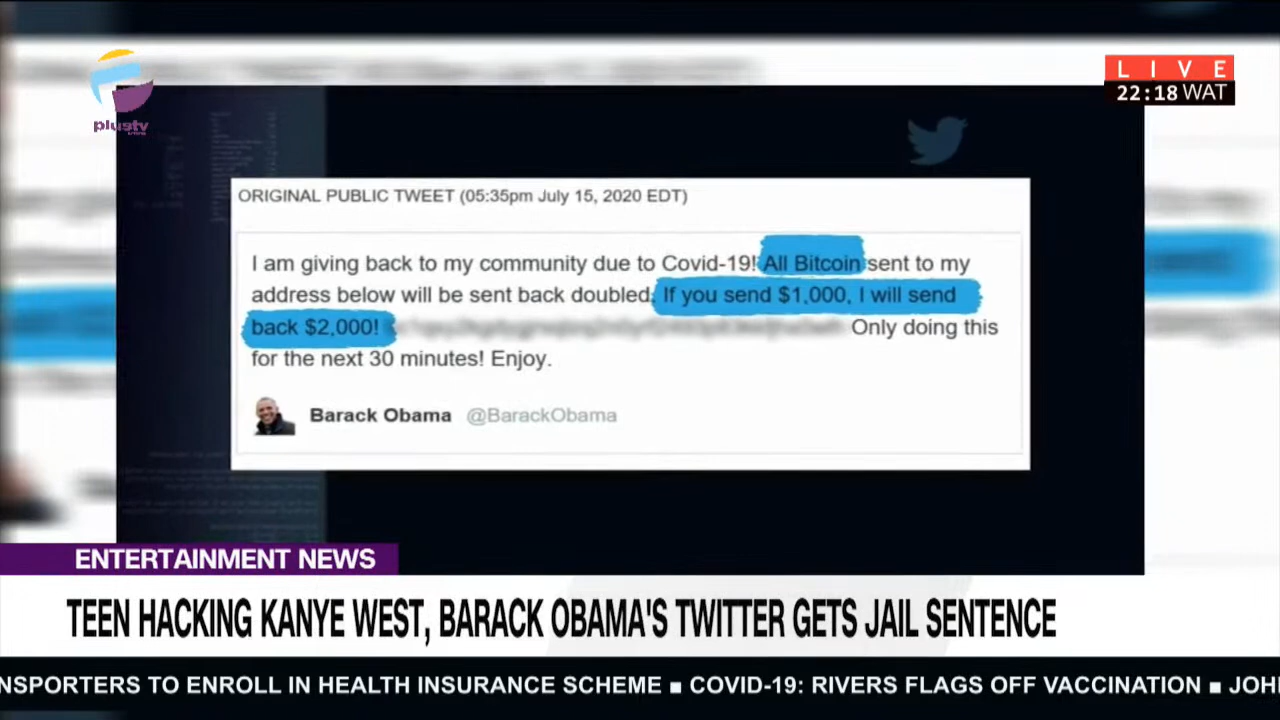 plustv
LIVE
22:18 WAT
ORIGINAL PUBLIC TWEET (05:35pm July 15, 2020 EDT)
I am giving back to my community due to Covid-19! All Bitcoin sent to my
address below will be sent back doubled. If you send $1,000, I will send
back $2,000! Only doing this
for the next 30 minutes! Enjoy.
Barack Obama @BarackObama
ENTERTAINMENT NEWS
TEEN HACKING KANYE WEST, BARACK OBAMA'S TWITTER GETS JAIL SENTENCE
NSPORTERS TO ENROLL IN HEALTH INSURANCE SCHEME ■ COVID-19: RIVERS FLAGS OFF VACCINATION ■ JOH